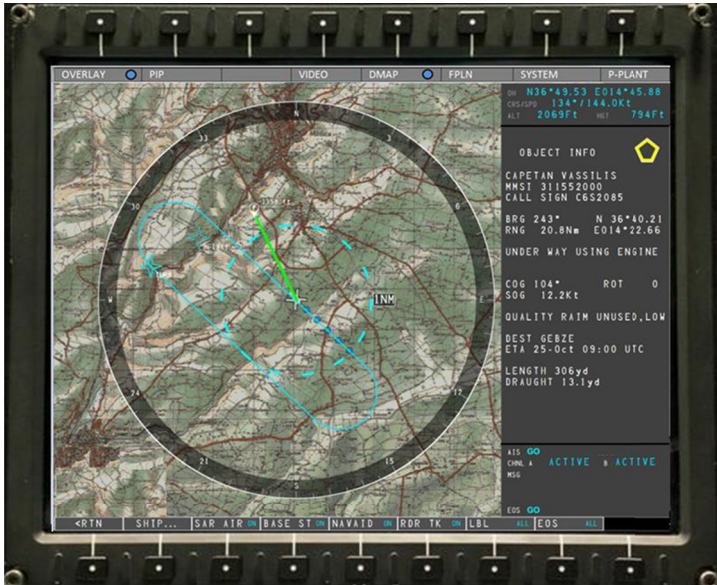 OVERLAY PIP VIDEO DMAP FPLN SYSTEM P-PLANT
OH N36°49.53 E014°45.88
CRS/SPD 134°/144.0Kt
ALT 2069Ft HGT 794Ft
OBJECT INFO
CAPETAN VASSILIS
MMSI 311552000
CALL SIGN C6S2085
BRG 243° N 36°40.21
RNG 20.8Nm E014°22.66
UNDER WAY USING ENGINE
COG 104° ROT 0
SOG 12.2Kt
QUALITY RAIM UNUSED,LOW
DEST GEBZE
ETA 25-Oct 09:00 UTC
LENGTH 306yd
DRAUGHT 13.1yd
AIS GO
CHNL A ACTIVE B ACTIVE
MSG
EOS GO
N
33
3
30
6
W
E
1NM
24
12
21
15
S
<RTN SHIP... SAR AIR ON BASE ST ON NAVAID ON RDR TK ON LBL ALL EOS ALL